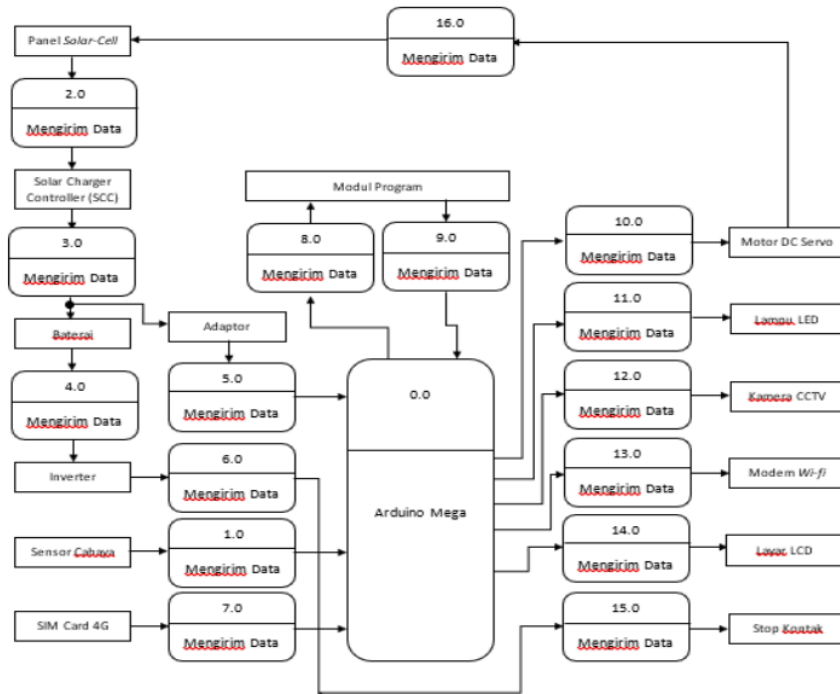 16.0
Mengirim Data
Panel Solar-Cell
2.0
Mengirim Data
Solar Charger
Controller (SCC)
3.0
Mengirim Data
Baterai
4.0
Mengirim Data
Inverter
Sensor Cahaya
SIM Card 4G
Adaptor
5.0
Mengirim Data
6.0
Mengirim Data
1.0
Mengirim Data
7.0
Mengirim Data
Modul Program
8.0
Mengirim Data
9.0
Mengirim Data
0.0
Arduino Mega
10.0
Mengirim Data
Motor DC Servo
11.0
Mengirim Data
Lampu LED
12.0
Mengirim Data
Kamera CCTV
13.0
Mengirim Data
Modem Wi-fi
14.0
Mengirim Data
Layar LCD
15.0
Mengirim Data
Stop Kontak